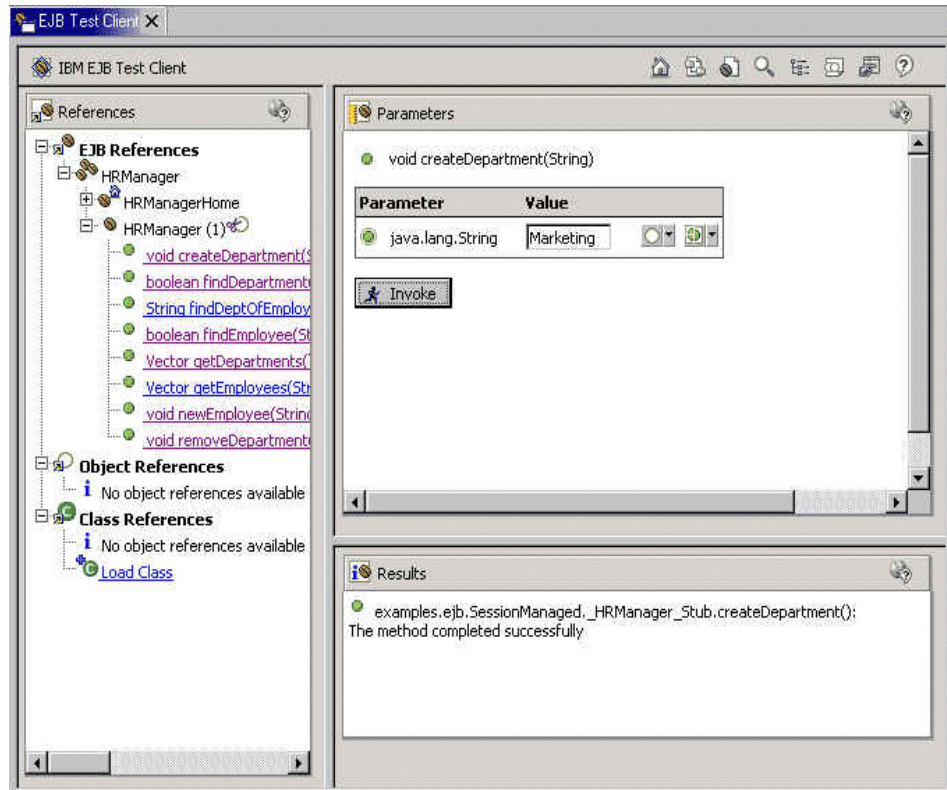 EJB Test Client
IBM EJB Test Client
References
EJB References
HRManager
HRManagerHome
HRManager (1)
void createDepartment(S
boolean findDepartment
String findDeptOfEmploy
boolean findEmployee(St
Vector getDepartments(
Vector getEmployees(Str
void newEmployee(String
void removeDepartment
Object References
No object references available
Class References
No object references available
Load Class
Parameters
void createDepartment(String)
Parameter Value
java.lang.String Marketing
Invoke
Results
examples.ejb.SessionManaged._HRManager_Stub.createDepartment():
The method completed successfully